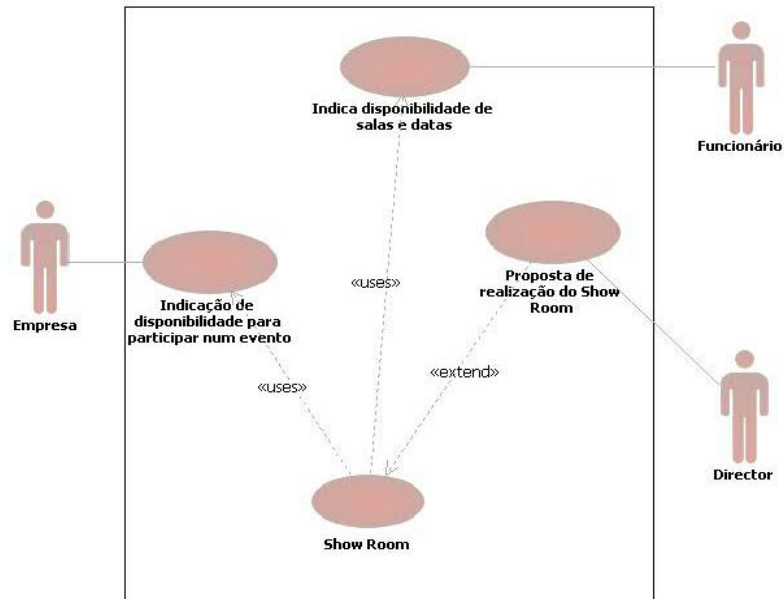 Indica disponibilidade de
salas e datas
Funcionário
Empresa
Indicação de
disponibilidade para
participar num evento
«uses»
Proposta de
realização do Show
Room
«uses»
«extend»
Director
Show Room